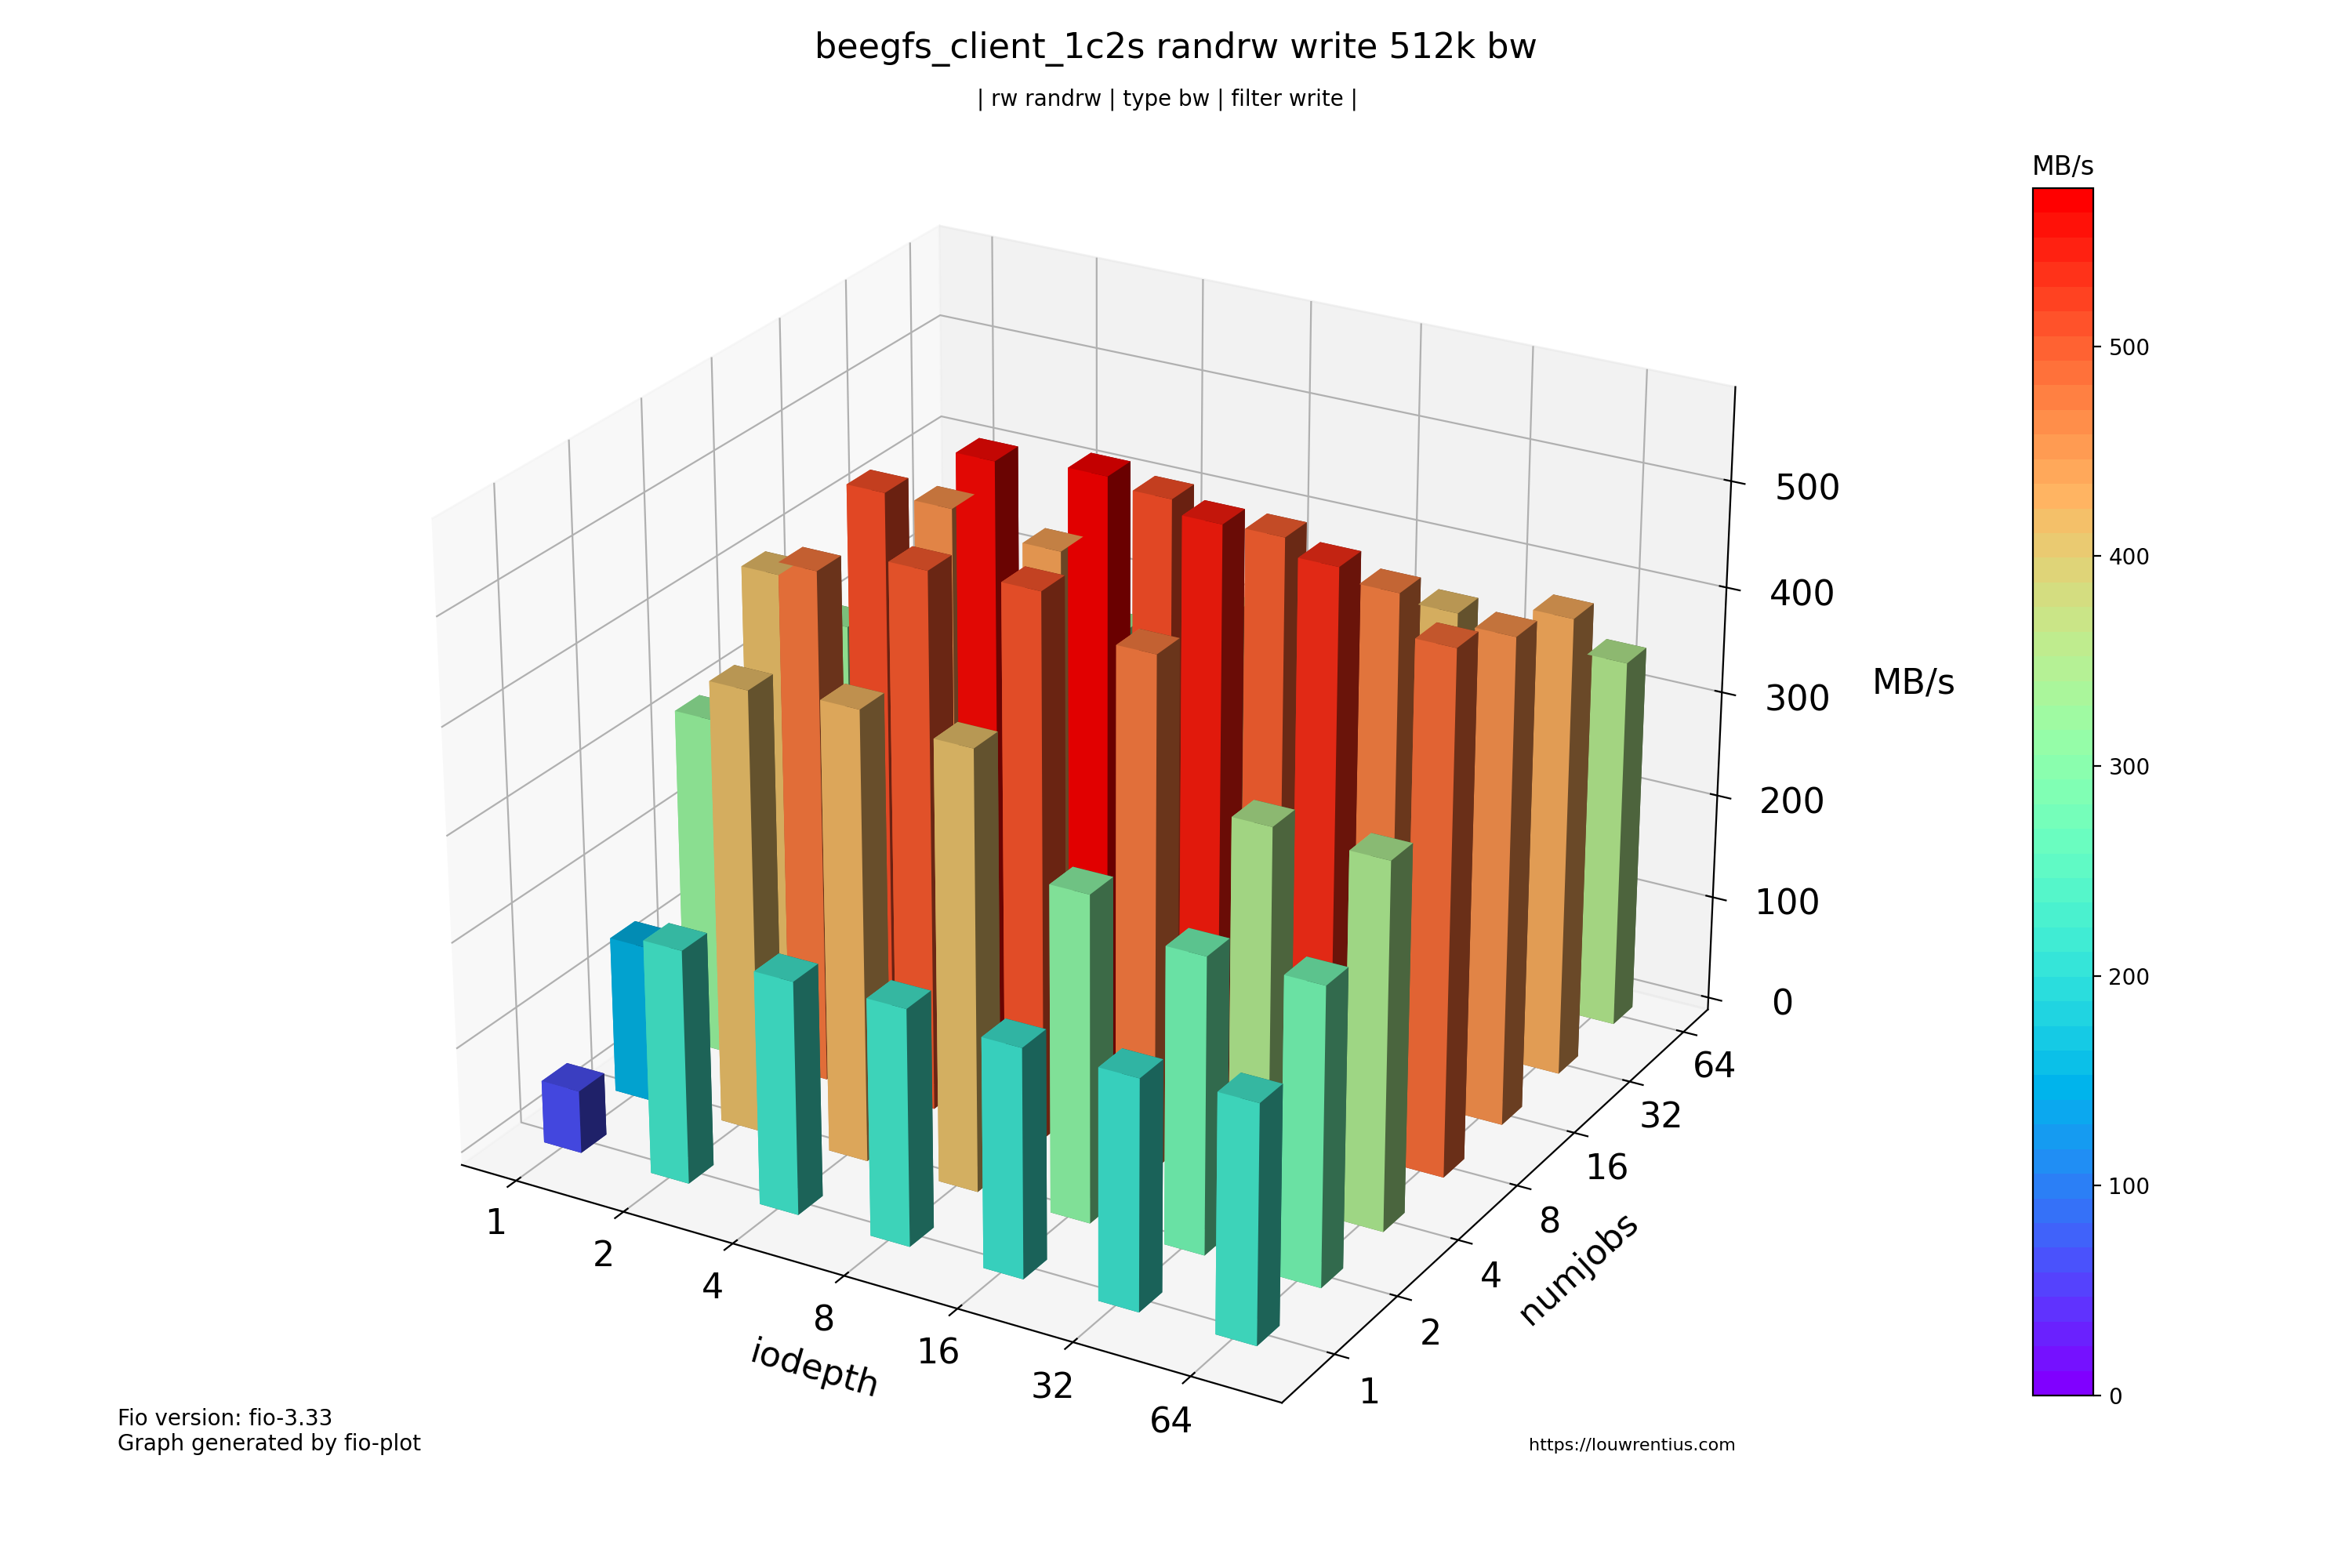 beegfs_client_1c2s randrw write 512k bw
| rw randrw | type bw | filter write |
MB/s
500
400
300
200
100
0
500
400
300
200
100
0
MB/s
64
32
16
8
4
2
1
numjobs
1
2
4
8
16
32
64
iodepth
Fio version: fio-3.33
Graph generated by fio-plot
https://louwrentius.com